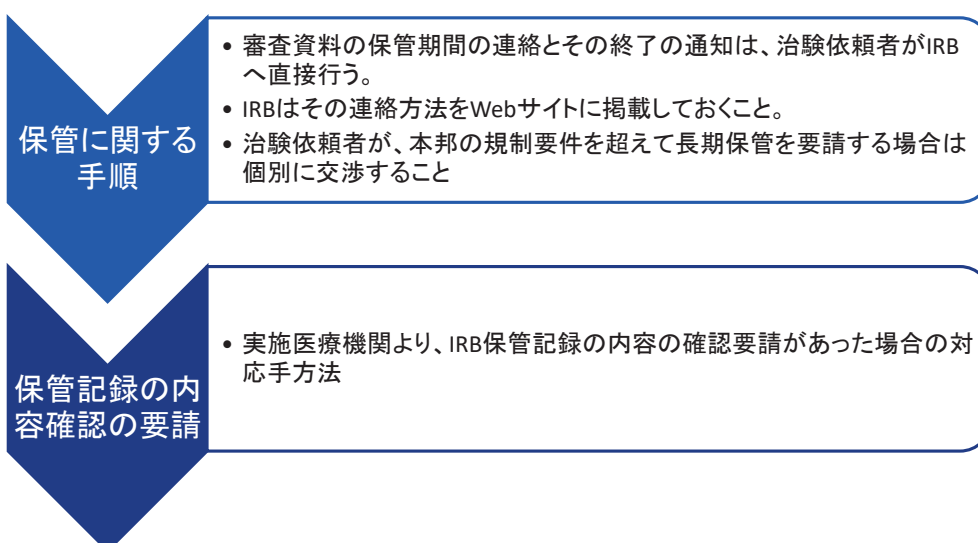 保管に関する
手順
• 審査資料の保管期間の連絡とその終了の通知は、治験依頼者がIRB
へ直接行う。
• IRBはその連絡方法をWebサイトに掲載しておくこと。
• 治験依頼者が、本邦の規制要件を超えて長期保管を要請する場合は
個別に交渉すること
保管記録の内
容確認の要請
• 実施医療機関より、IRB保管記録の内容の確認要請があった場合の対
応手方法